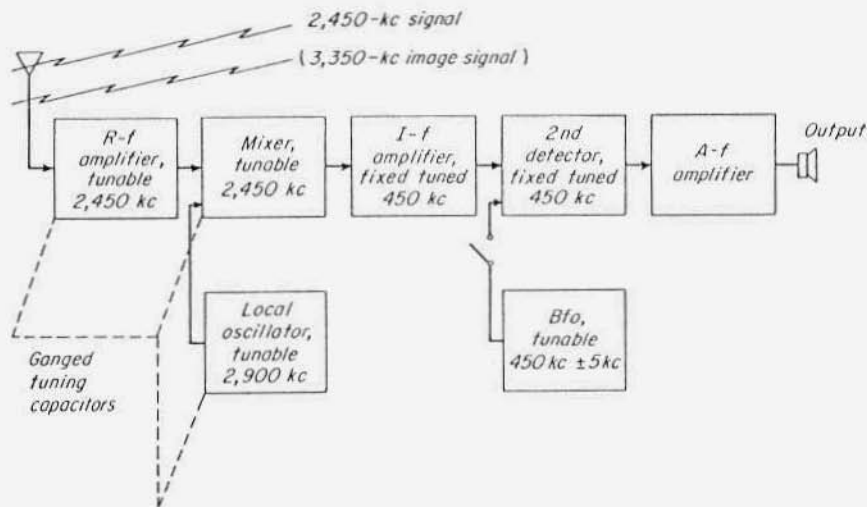 2,450-kc signal
(3,350-kc image signal)
R-f
amplifier,
tunable
2,450 kc
Mixer,
tunable
2,450 kc
I-f
amplifier,
fixed tuned
450 kc
2nd
detector,
fixed tuned
450 kc
A-f
amplifier
Output
Local
oscillator,
tunable
2,900 kc
Bfo,
tunable
450 kc ±5kc
Ganged
tuning
capacitors